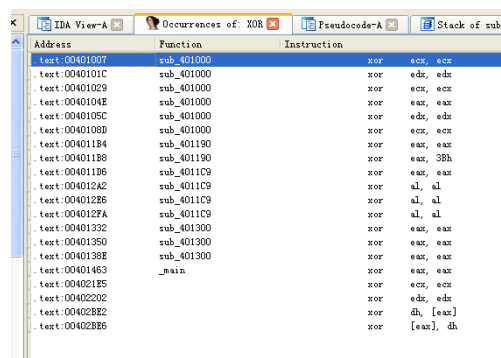 IDA View-A Occurrences of: XOR Pseudocode-A Stack of sub
Address Function Instruction
.text:00401007 sub_401000 xor ecx, ecx
.text:0040101C sub_401000 xor edx, edx
.text:00401029 sub_401000 xor ecx, ecx
.text:0040104E sub_401000 xor eax, eax
.text:0040105C sub_401000 xor edx, edx
.text:0040108D sub_401000 xor ecx, ecx
.text:004011B4 sub_401190 xor eax, eax
.text:004011B8 sub_401190 xor eax, 3Bh
.text:004011D6 sub_4011C9 xor eax, eax
.text:004012A2 sub_4011C9 xor al, al
.text:004012E6 sub_4011C9 xor al, al
.text:004012FA sub_4011C9 xor al, al
.text:00401332 sub_401300 xor eax, eax
.text:00401350 sub_401300 xor eax, eax
.text:0040138E sub_401300 xor eax, eax
.text:00401463 _main xor eax, eax
.text:004021E5 xor ecx, ecx
.text:00402202 xor edx, edx
.text:00402BE2 xor dh, [eax]
.text:00402BE6 xor [eax], dh